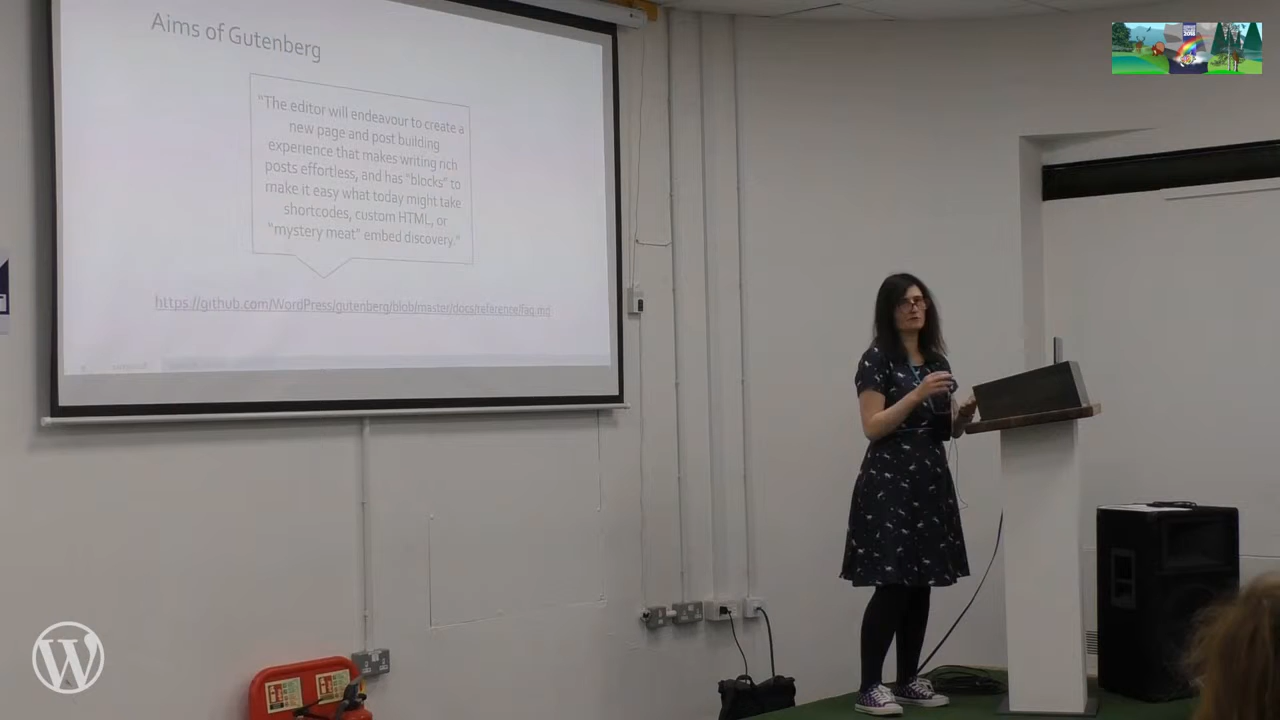 Aims of Gutenberg
"The editor will endeavour to create a
new page and post building
experience that makes writing rich
posts effortless, and has "blocks" to
make it easy what today might take
shortcodes, custom HTML, or
"mystery meat" embed discovery."
https://github.com/WordPress/gutenberg/blob/master/docs/reference/faq.md